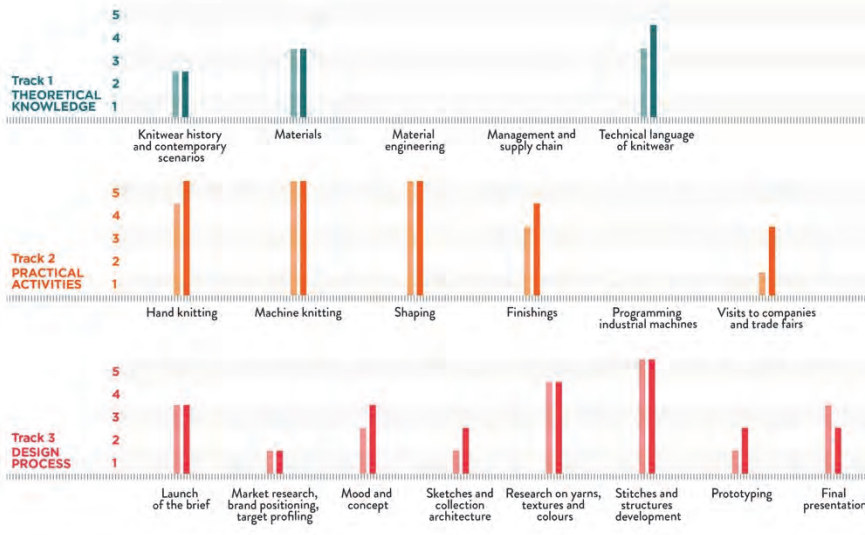 5
4
3
2
1
Track 1
THEORETICAL
KNOWLEDGE
Knitwear history
and contemporary
scenarios
Materials
Material
engineering
Management and
supply chain
Technical language
of knitwear
5
4
3
2
1
Track 2
PRACTICAL
ACTIVITIES
Hand knitting
Machine knitting
Shaping
Finishings
Programming
industrial machines
Visits to companies
and trade fairs
5
4
3
2
1
Track 3
DESIGN
PROCESS
Launch
of the brief
Market research,
brand positioning,
target profiling
Mood and
concept
Sketches and
collection
architecture
Research on yarns,
textures and
colours
Stitches and
structures
development
Prototyping
Final
presentation